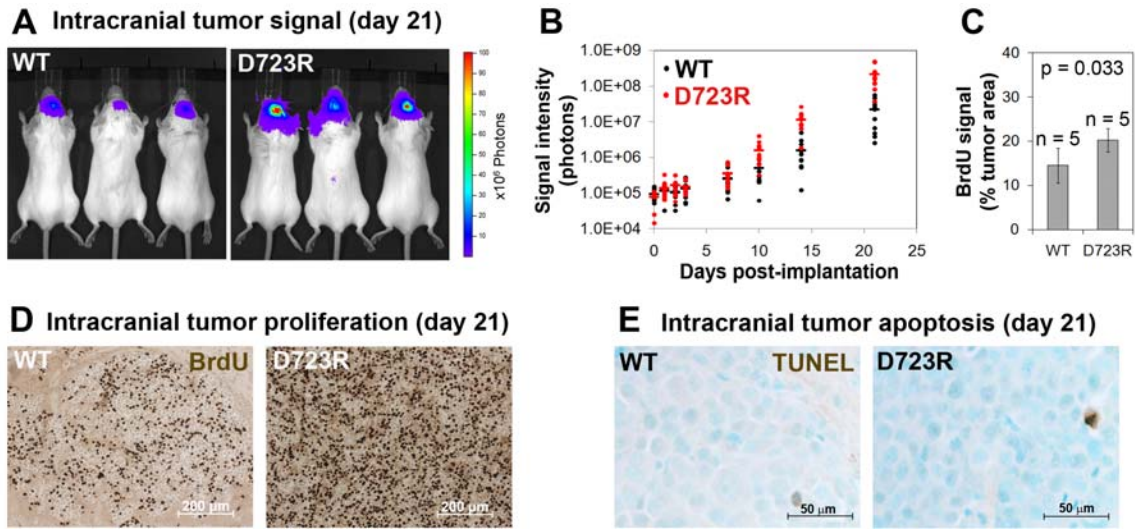 A Intracranial tumor signal (day 21)
WT
D723R
100
90
80
70
60
50
40
30
20
10
x10⁶ Photons
B
Signal intensity
(photons)
1.0E+09
1.0E+08
1.0E+07
1.0E+06
1.0E+05
1.0E+04
WT
D723R
0 5 10 15 20 25
Days post-implantation
C
BrdU signal
(% tumor area)
40
30
20
10
0
p = 0.033
n = 5
n = 5
WT D723R
D Intracranial tumor proliferation (day 21)
WT
BrdU
200 µm
D723R
200 µm
E Intracranial tumor apoptosis (day 21)
WT
TUNEL
50 µm
D723R
50 µm